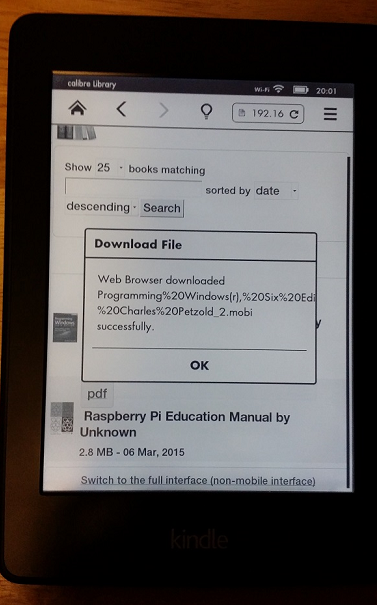 calibre Library
Wi-Fi 20:01
192.16
Show 25 books matching
sorted by date
descending Search
Download File
Web Browser downloaded
Programming%20Windows(r),%20Six%20Edi
%20Charles%20Petzold_2.mobi
successfully.
y
OK
pdf
Raspberry Pi Education Manual by
Unknown
2.8 MB - 06 Mar, 2015
Switch to the full interface (non-mobile interface)
kindle